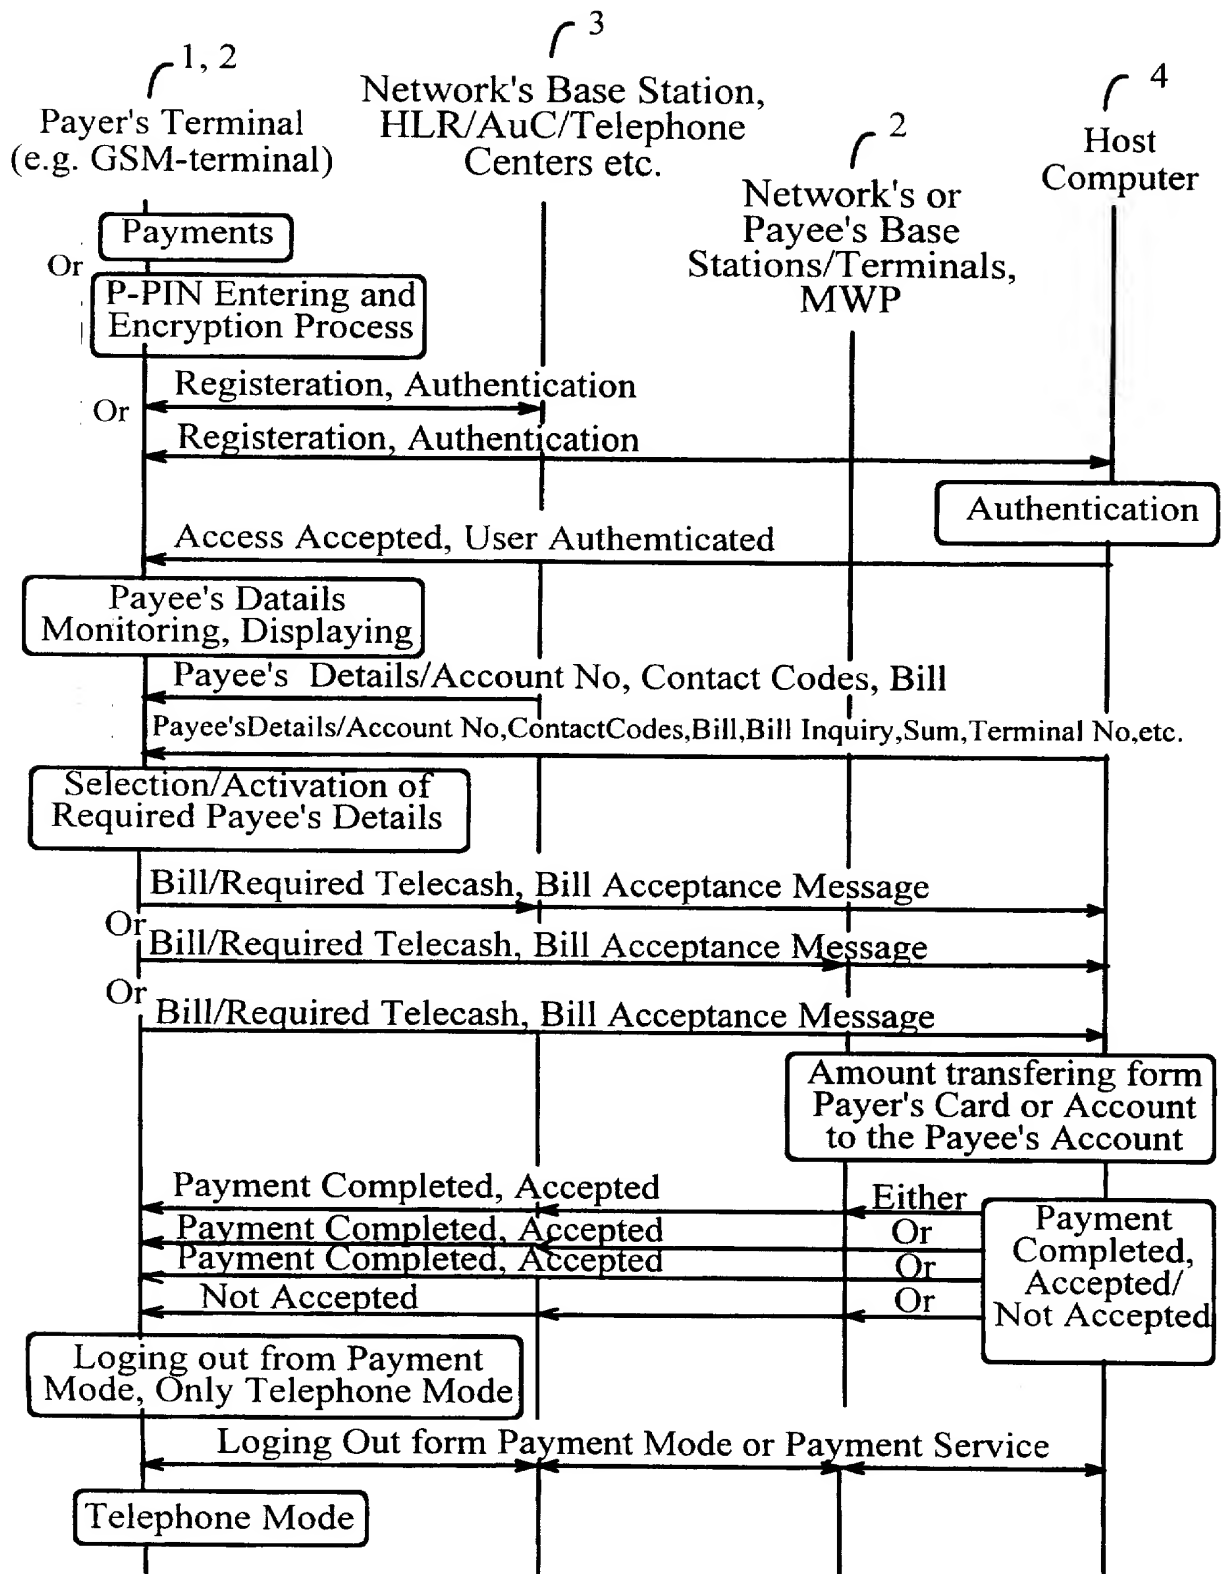 1, 2
3
2
4
Payer's Terminal
(e.g. GSM-terminal)
Network's Base Station,
HLR/AuC/Telephone
Centers etc.
Network's or
Payee's Base
Stations/Terminals,
MWP
Host
Computer
Payments
Or
P-PIN Entering and
Encryption Process
Registeration, Authentication
Or
Registeration, Authentication
Authentication
Access Accepted, User Authemticated
Payee's Datails
Monitoring, Displaying
Payee's Details/Account No, Contact Codes, Bill
Payee'sDetails/Account No,ContactCodes,Bill,Bill Inquiry,Sum,Terminal No,etc.
Selection/Activation of
Required Payee's Details
Bill/Required Telecash, Bill Acceptance Message
Or
Bill/Required Telecash, Bill Acceptance Message
Or
Bill/Required Telecash, Bill Acceptance Message
Amount transfering form
Payer's Card or Account
to the Payee's Account
Payment Completed, Accepted
Either
Payment Completed, Accepted
Or
Payment Completed, Accepted
Or
Not Accepted
Or
Payment
Completed,
Accepted/
Not Accepted
Loging out from Payment
Mode, Only Telephone Mode
Loging Out form Payment Mode or Payment Service
Telephone Mode